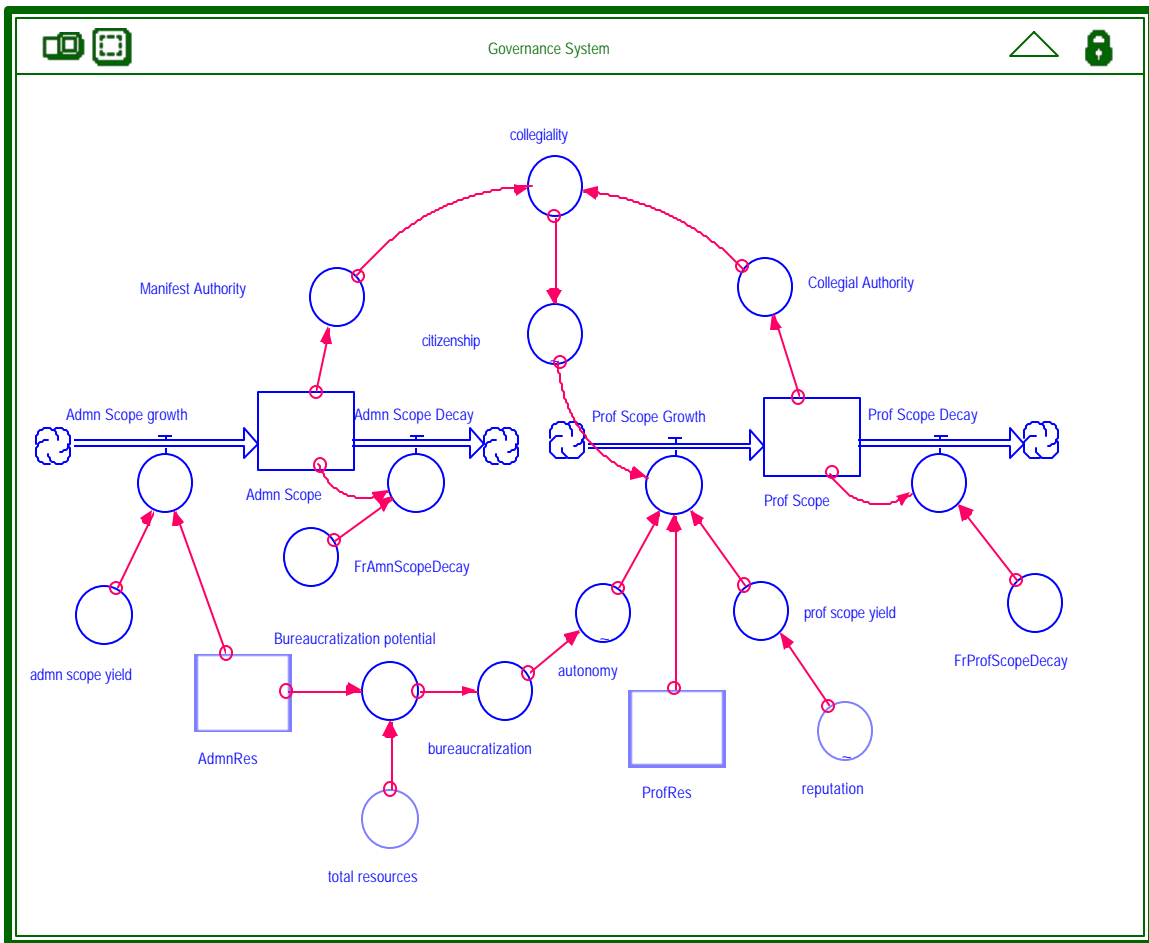 Governance System
collegiality
Manifest Authority
Collegial Authority
citizenship
Admn Scope growth
Admn Scope Decay
Prof Scope Growth
Prof Scope Decay
Admn Scope
Prof Scope
FrAmnScopeDecay
prof scope yield
Bureaucratization potential
FrProfScopeDecay
autonomy
admn scope yield
bureaucratization
AdmnRes
ProfRes
reputation
total resources